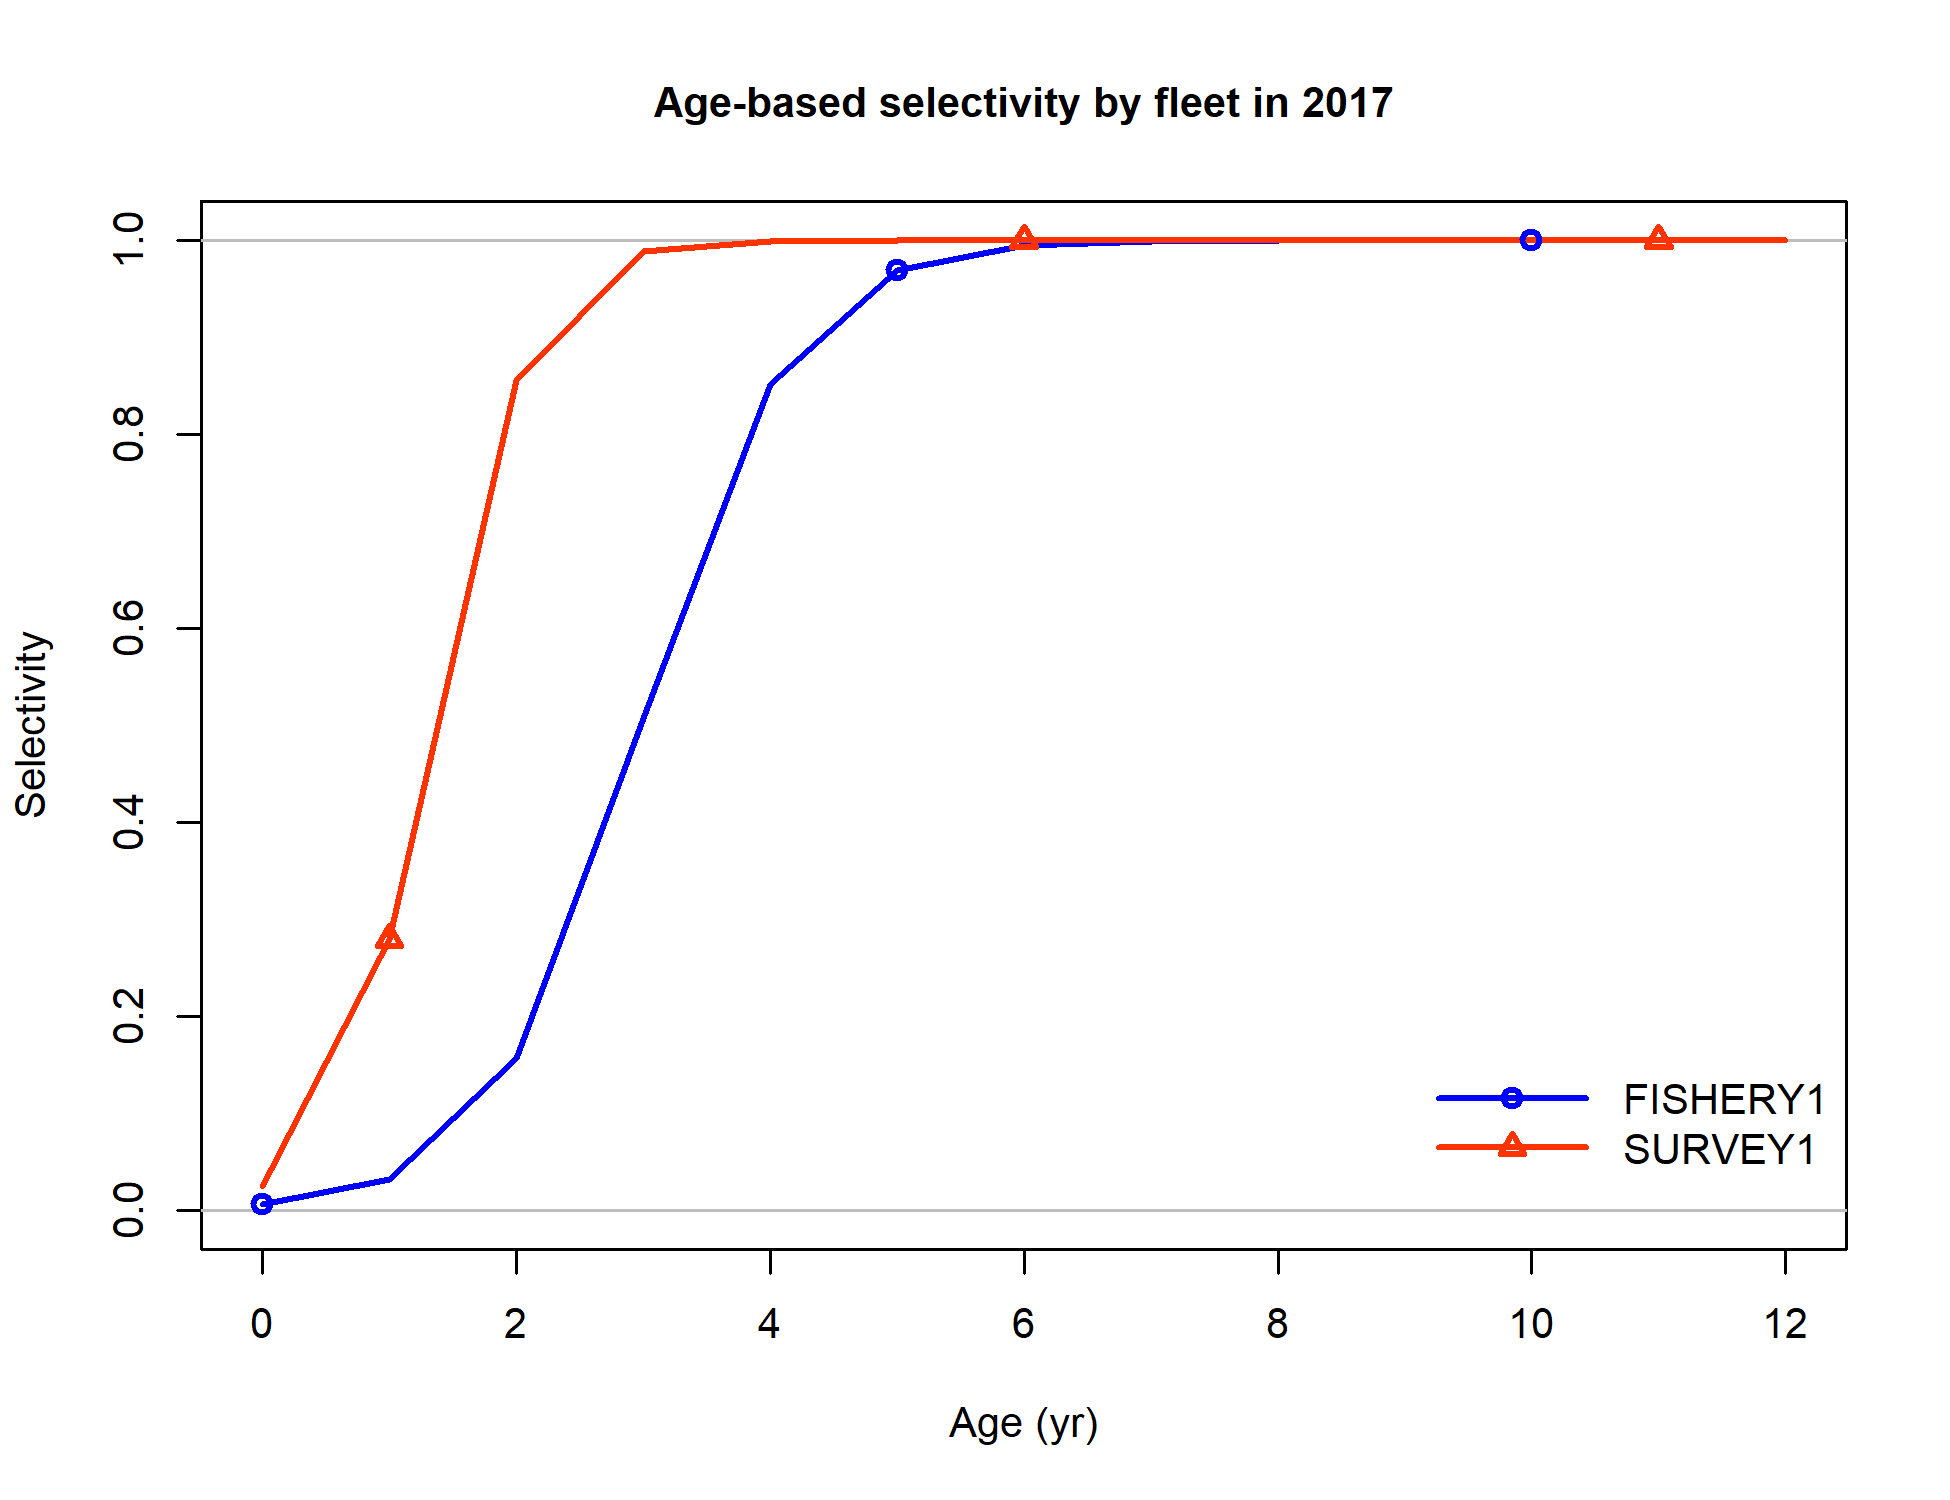 Age-based selectivity by fleet in 2017
Selectivity
1.0
0.8
0.6
0.4
0.2
0.0
FISHERY1
SURVEY1
0 2 4 6 8 10 12
Age (yr)